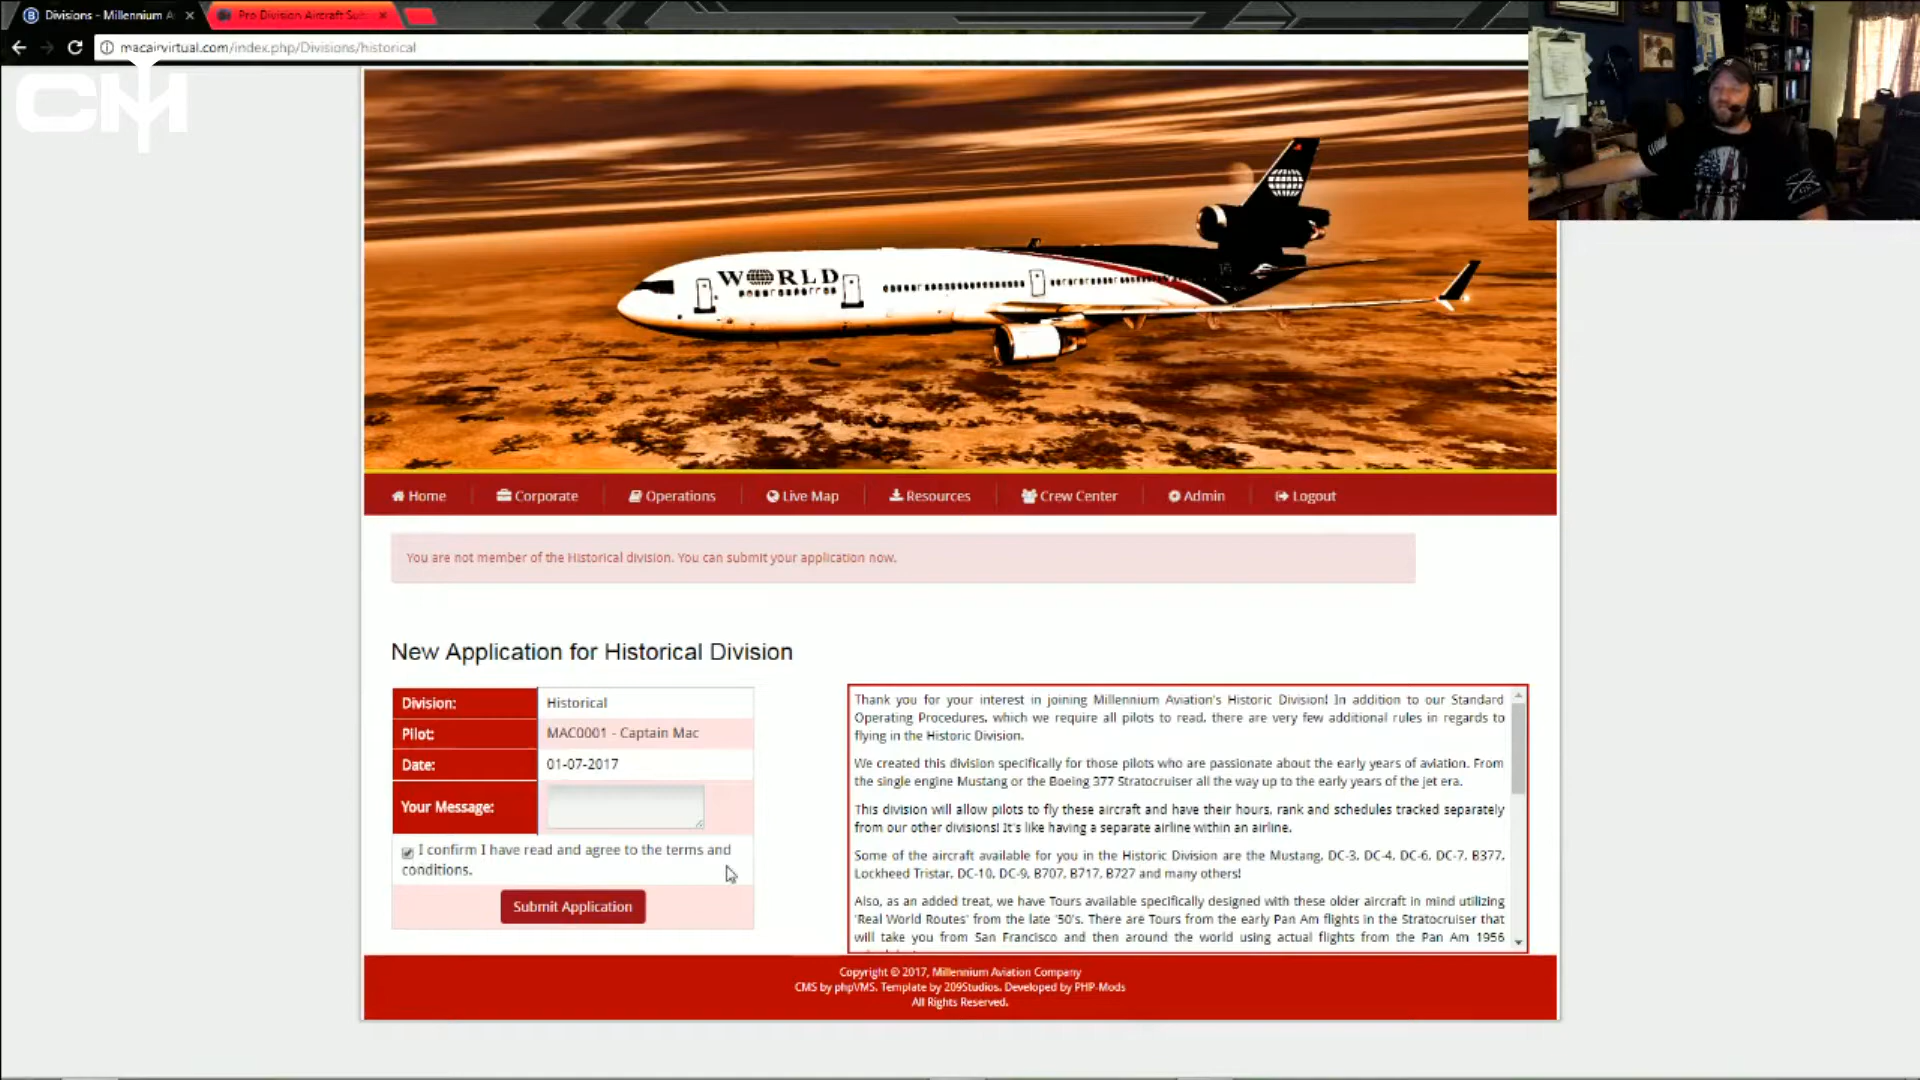 Divisions - Millennium A
Pro Division Aircraft Su
macairvirtual.com/index.php/Divisions/historical
CM
WORLD
Home
Corporate
Operations
Live Map
Resources
Crew Center
Admin
Logout
You are not member of the Historical division. You can submit your application now.
New Application for Historical Division
Division: Historical
Pilot: MAC0001 - Captain Mac
Date: 01-07-2017
Your Message:
I confirm I have read and agree to the terms and
conditions.
Submit Application
Thank you for your interest in joining Millennium Aviation's Historic Division! In addition to our Standard
Operating Procedures, which we require all pilots to read, there are very few additional rules in regards to
flying in the Historic Division.
We created this division specifically for those pilots who are passionate about the early years of aviation. From
the single engine Mustang or the Boeing 377 Stratocruiser all the way up to the early years of the jet era.
This division will allow pilots to fly these aircraft and have their hours, rank and schedules tracked separately
from our other divisions! It's like having a separate airline within an airline.
Some of the aircraft available for you in the Historic Division are the Mustang, DC-3, DC-4, DC-6, DC-7, B377,
Lockheed Tristar, DC-10, DC-9, B707, B717, B727 and many others!
Also, as an added treat, we have Tours available specifically designed with these older aircraft in mind utilizing
'Real World Routes' from the late '50's. There are Tours from the early Pan Am flights in the Stratocruiser that
will take you from San Francisco and then around the world using actual flights from the Pan Am 1956
Copyright © 2017, Millennium Aviation Company
CMS by phpVMS. Template by 209Studios. Developed by PHP-Mods
All Rights Reserved.